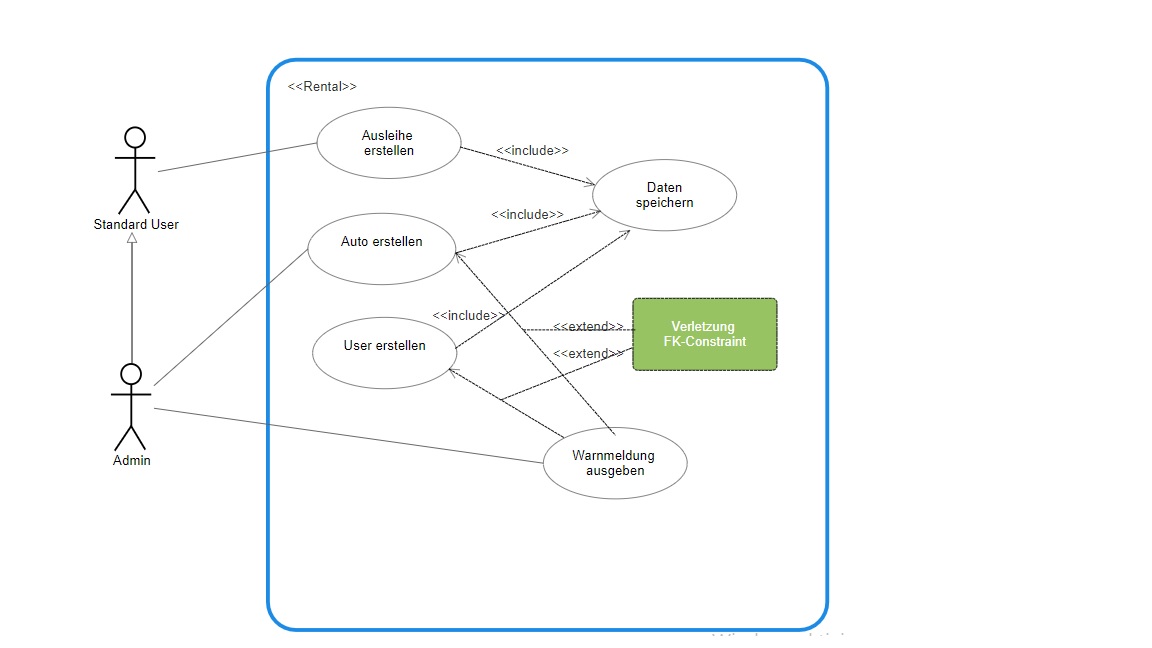 <<Rental>>
Ausleihe
erstellen
<<include>>
Daten
speichern
Standard User
<<include>>
Auto erstellen
<<include>>
User erstellen
<<extend>>
Verletzung
FK-Constraint
<<extend>>
Admin
Warnmeldung
ausgeben